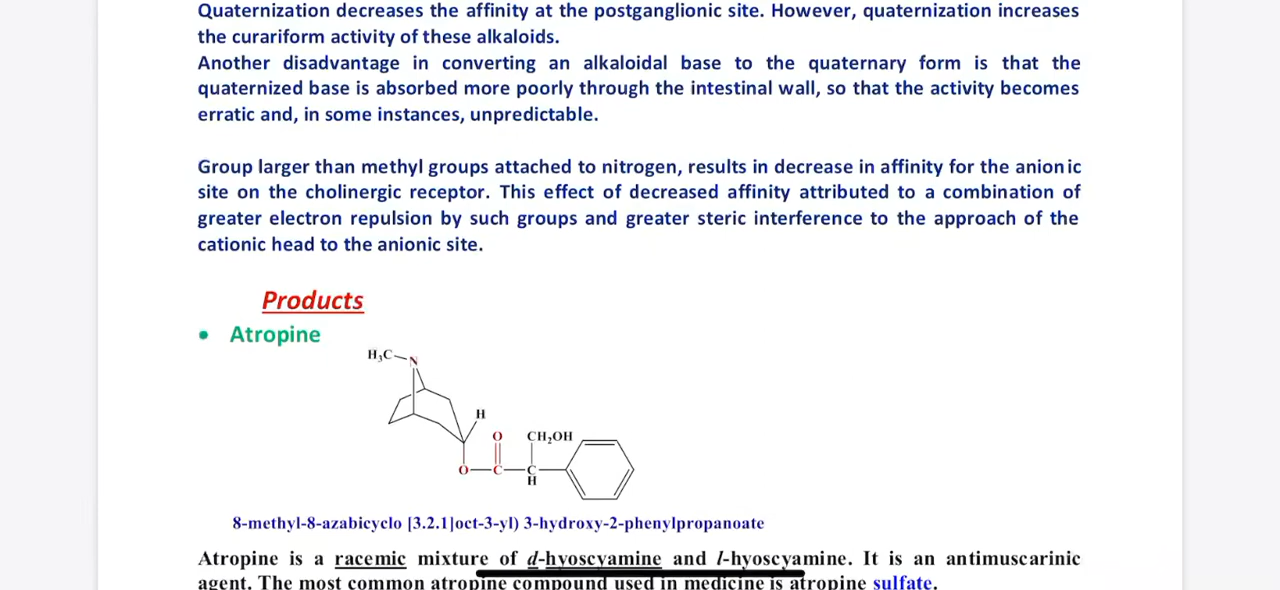 Quaternization decreases the affinity at the postganglionic site. However, quaternization increases
the curariform activity of these alkaloids.
Another disadvantage in converting an alkaloidal base to the quaternary form is that the
quaternized base is absorbed more poorly through the intestinal wall, so that the activity becomes
erratic and, in some instances, unpredictable.
Group larger than methyl groups attached to nitrogen, results in decrease in affinity for the anionic
site on the cholinergic receptor. This effect of decreased affinity attributed to a combination of
greater electron repulsion by such groups and greater steric interference to the approach of the
cationic head to the anionic site.
Products
• Atropine
H₃C N
H
O CH₂OH
O C C
H
8-methyl-8-azabicyclo [3.2.1]oct-3-yl) 3-hydroxy-2-phenylpropanoate
Atropine is a racemic mixture of d-hyoscyamine and l-hyoscyamine. It is an antimuscarinic
agent. The most common atropine compound used in medicine is atropine sulfate.